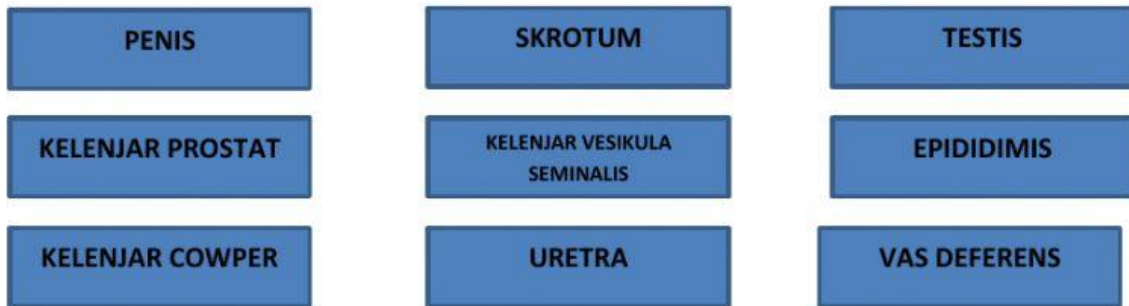 PENIS
SKROTUM
TESTIS
KELENJAR PROSTAT
KELENJAR VESIKULA
SEMINALIS
EPIDIDIMIS
KELENJAR COWPER
URETRA
VAS DEFERENS